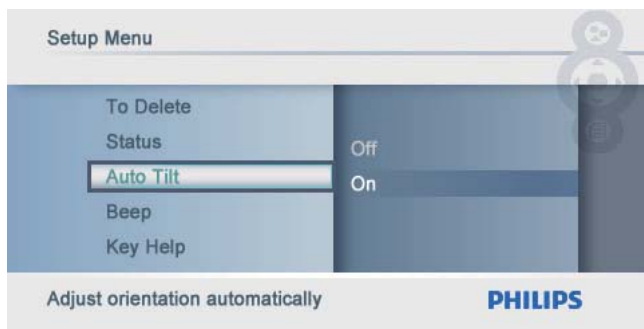 Setup Menu
To Delete
Status
Off
Auto Tilt
On
Beep
Key Help
Adjust orientation automatically
PHILIPS